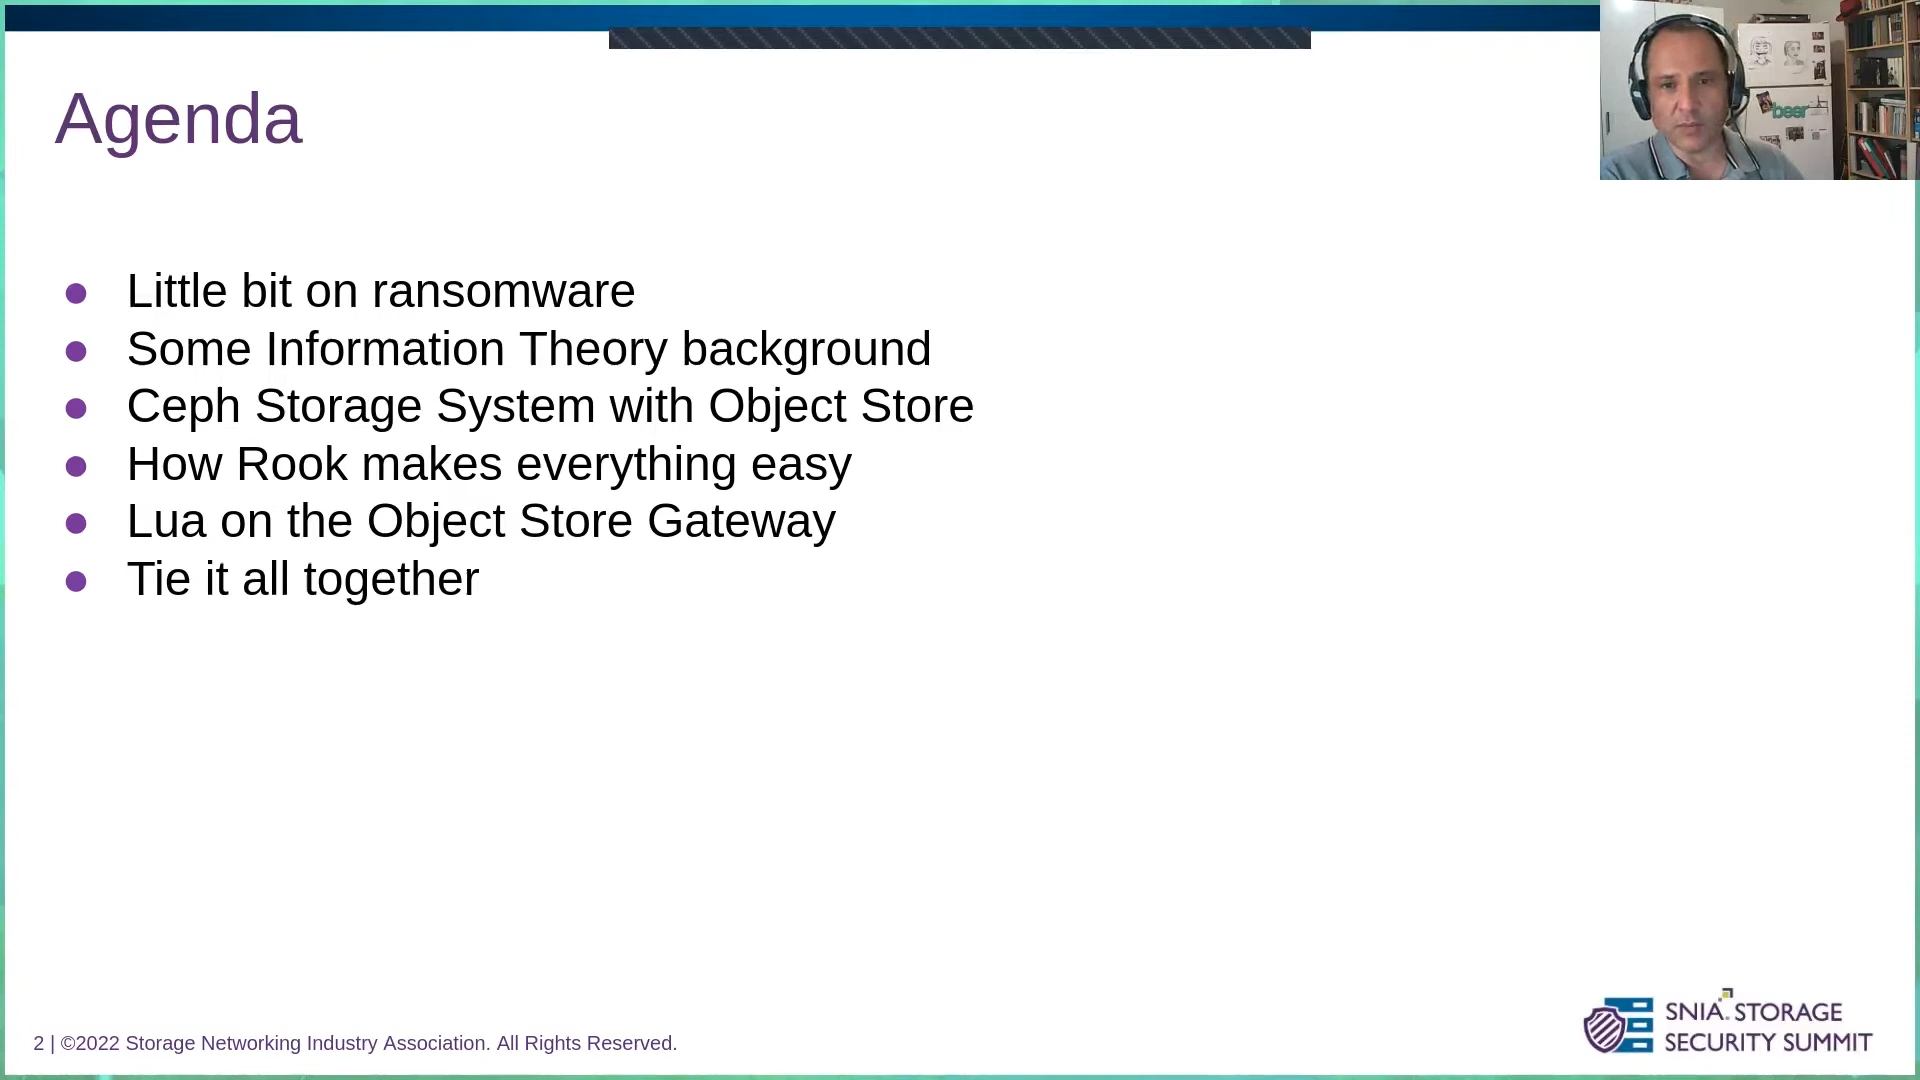 Agenda
beer
● Little bit on ransomware
● Some Information Theory background
● Ceph Storage System with Object Store
● How Rook makes everything easy
● Lua on the Object Store Gateway
● Tie it all together
SNIA. STORAGE
SECURITY SUMMIT
2 | ©2022 Storage Networking Industry Association. All Rights Reserved.